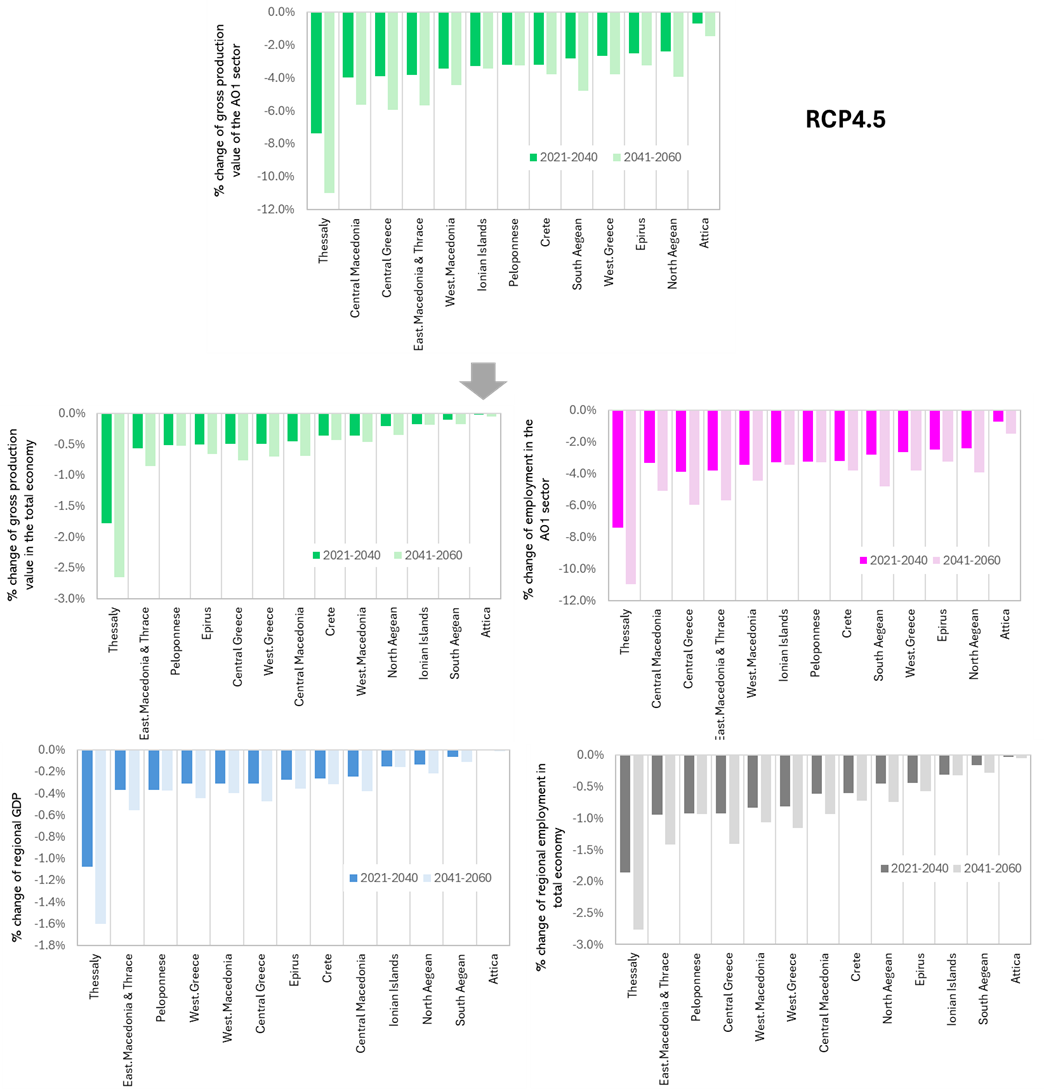 % change of gross production
value of the A01 sector
0.0%
-2.0%
-4.0%
-6.0%
-8.0%
-10.0%
-12.0%
2021-2040
2041-2060
Thessaly
Central Macedonia
Central Greece
East.Macedonia & Thrace
West.Macedonia
Ionian Islands
Peloponnese
Crete
South Aegean
West.Greece
Epirus
North Aegean
Attica
RCP4.5
% change of gross production
value in the total economy
0.0%
-0.5%
-1.0%
-1.5%
-2.0%
-2.5%
-3.0%
2021-2040
2041-2060
Thessaly
East.Macedonia & Thrace
Peloponnese
Epirus
Central Greece
West.Greece
Central Macedonia
Crete
West.Macedonia
North Aegean
Ionian Islands
South Aegean
Attica
% change of employment in the
A01 sector
0.0%
-2.0%
-4.0%
-6.0%
-8.0%
-10.0%
-12.0%
2021-2040
2041-2060
Thessaly
Central Macedonia
Central Greece
East.Macedonia & Thrace
West.Macedonia
Ionian Islands
Peloponnese
Crete
South Aegean
West.Greece
Epirus
North Aegean
Attica
% change of regional GDP
0.0%
-0.2%
-0.4%
-0.6%
-0.8%
-1.0%
-1.2%
-1.4%
-1.6%
-1.8%
2021-2040
2041-2060
Thessaly
East.Macedonia & Thrace
Peloponnese
West.Greece
West.Macedonia
Central Greece
Epirus
Crete
Central Macedonia
Ionian Islands
North Aegean
South Aegean
Attica
% change of regional employment in
total economy
0.0%
-0.5%
-1.0%
-1.5%
-2.0%
-2.5%
-3.0%
2021-2040
2041-2060
Thessaly
East.Macedonia & Thrace
Peloponnese
Central Greece
West.Macedonia
West.Greece
Central Macedonia
Crete
North Aegean
Epirus
Ionian Islands
South Aegean
Attica